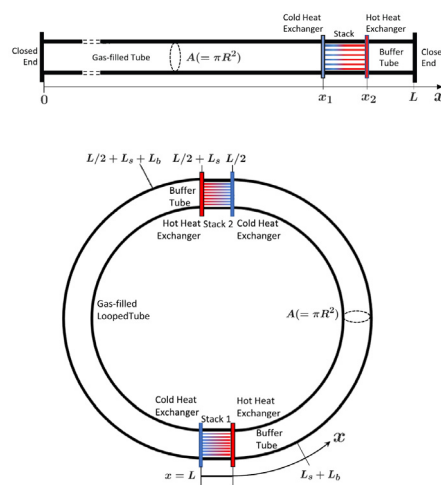 Cold Heat Exchanger
Stack
Hot Heat Exchanger
Closed End
Gas-filled Tube
A(= πR²)
Buffer Tube
Closed End
0
x₁
x₂
L
x
L/2 + Lₛ + L_b
L/2 + Lₛ
L/2
Buffer Tube
Hot Heat Exchanger
Stack 2
Cold Heat Exchanger
Gas-filled LoopedTube
A(= πR²)
Cold Heat Exchanger
Stack 1
Hot Heat Exchanger
Buffer Tube
x
x = L
Lₛ + L_b